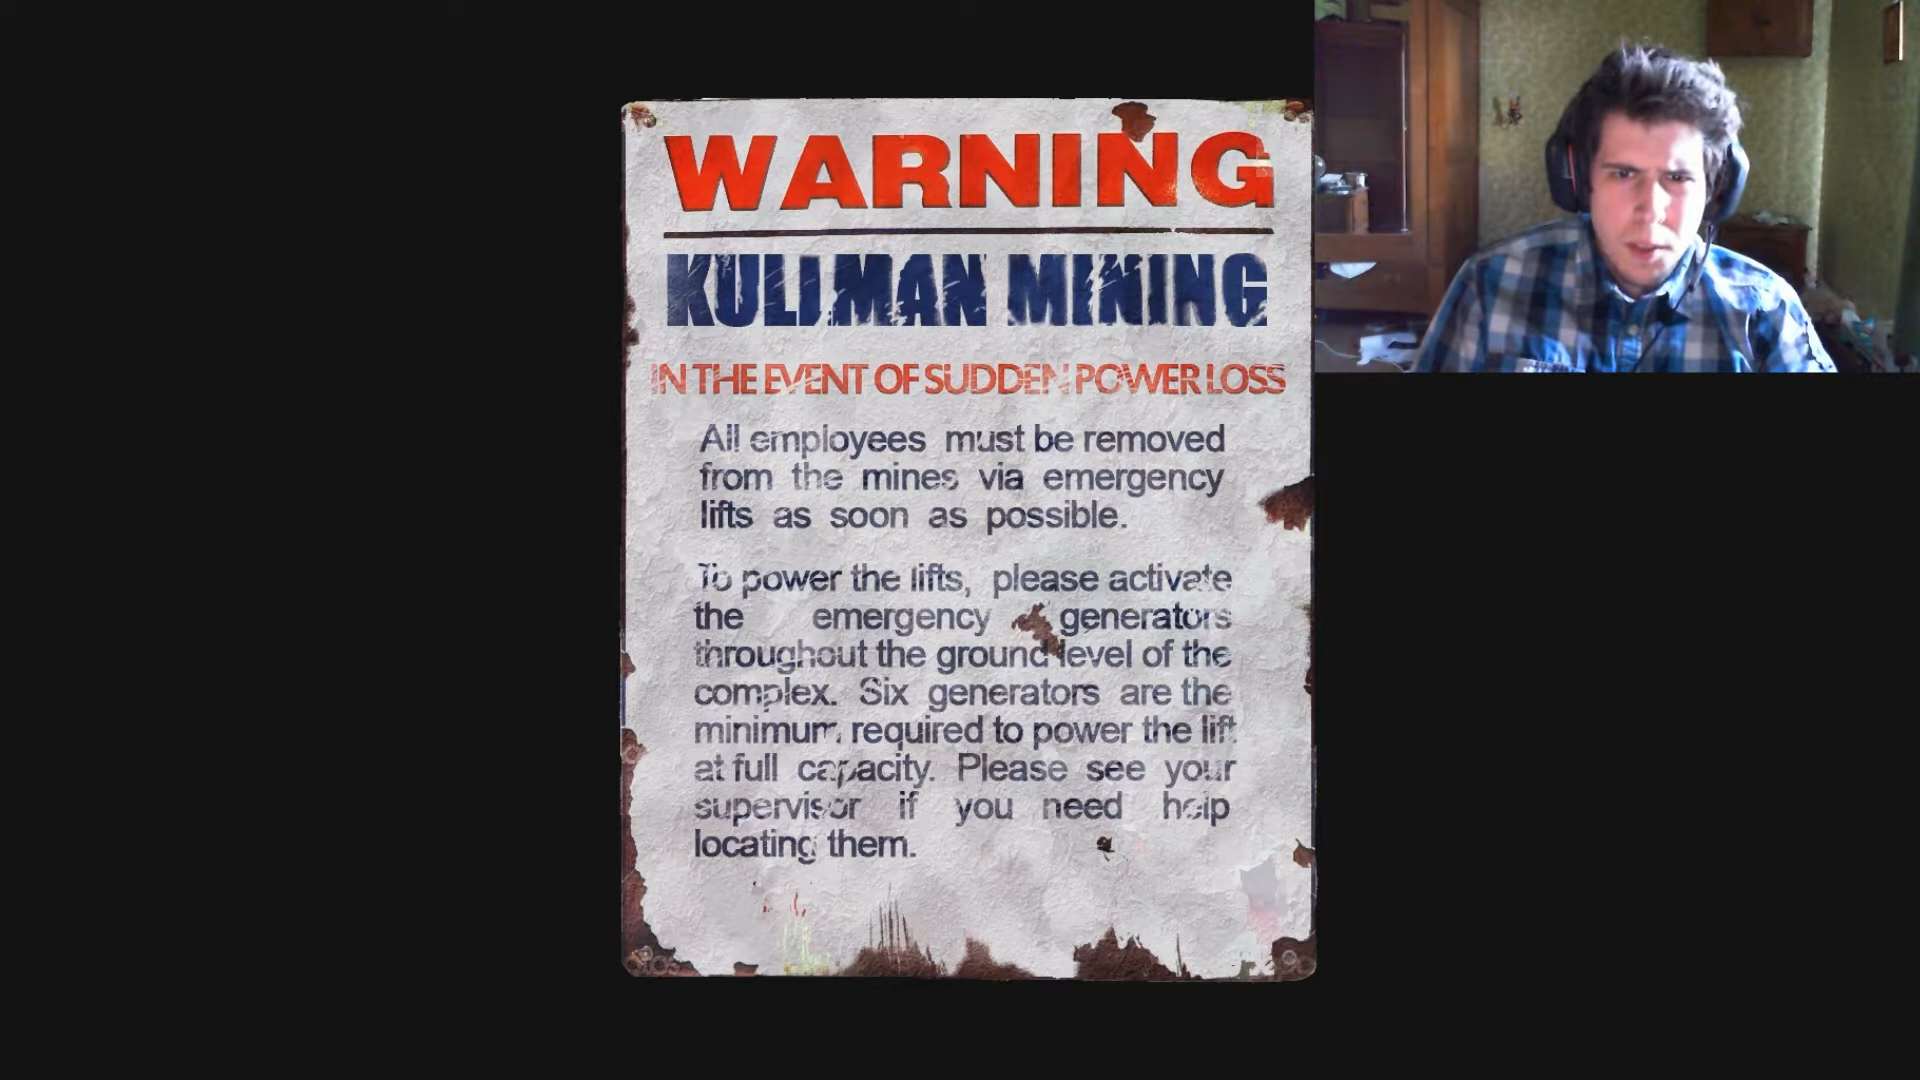 WARNING
KULLMAN MINING
IN THE EVENT OF SUDDEN POWER LOSS
All employees must be removed
from the mines via emergency
lifts as soon as possible.
To power the lifts, please activate
the emergency generators
throughout the ground level of the
complex. Six generators are the
minimum required to power the lift
at full capacity. Please see your
supervisor if you need help
locating them.